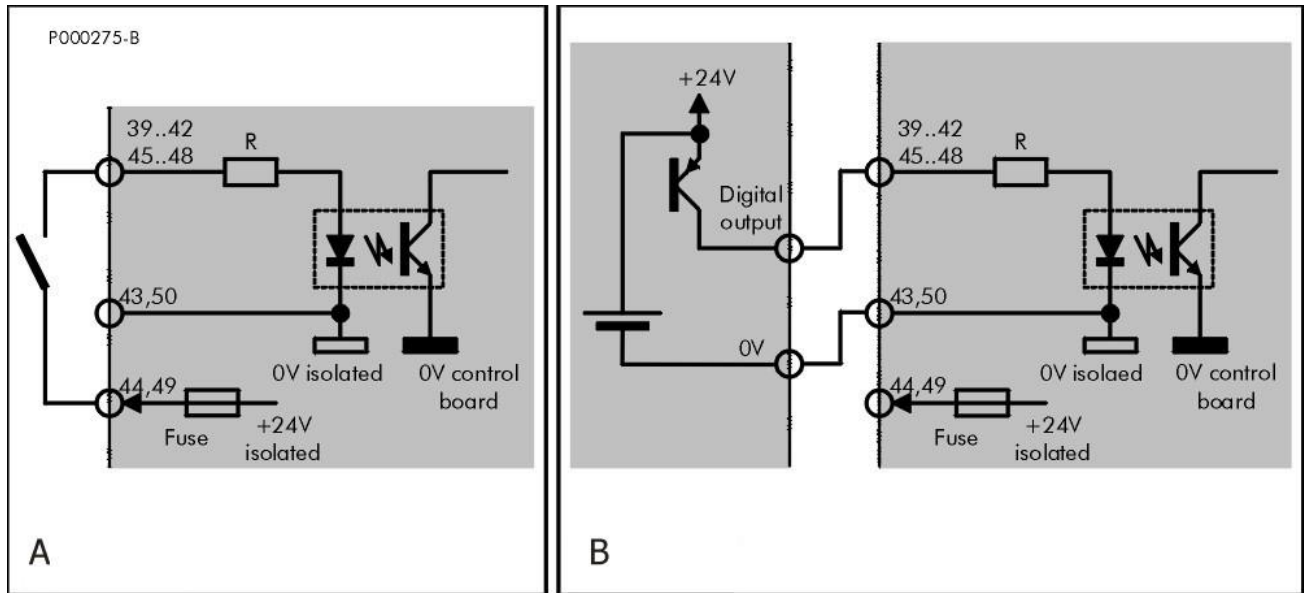 P000275-B
39..42
45..48
R
43,50
0V isolated
0V control
board
44,49
Fuse
+24V
isolated
A
+24V
Digital
output
0V
39..42
45..48
R
43,50
0V isolaed
0V control
board
44,49
Fuse
+24V
isolated
B